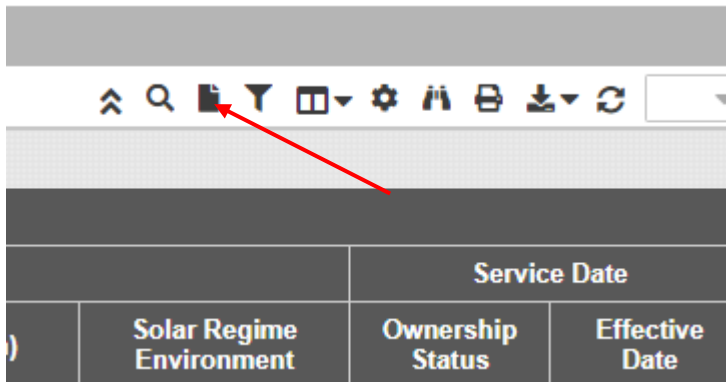 Service Date
)
Solar Regime
Environment
Ownership
Status
Effective
Date